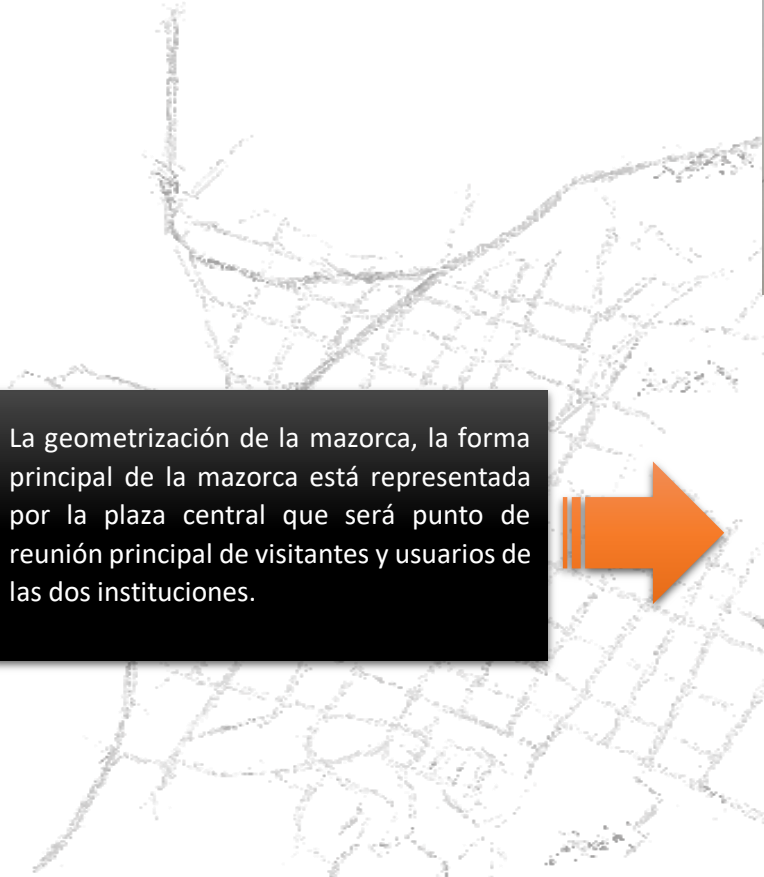 La geometrización de la mazorca, la forma
principal de la mazorca está representada
por la plaza central que será punto de
reunión principal de visitantes y usuarios de
las dos instituciones.